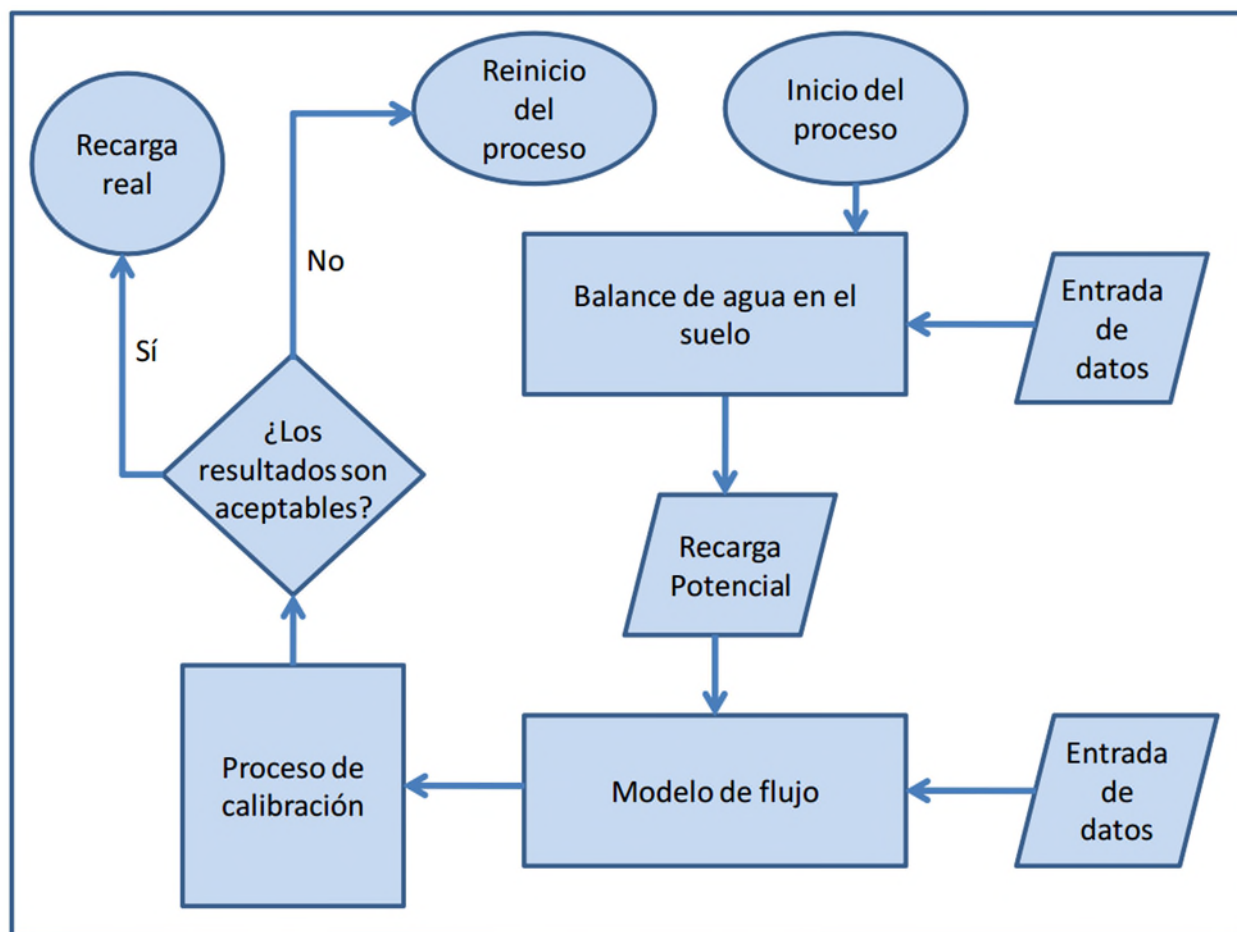 Reinicio
del
proceso
Inicio del
proceso
Recarga
real
No
Balance de agua en el
suelo
Entrada
de
datos
Sí
¿Los
resultados son
aceptables?
Recarga
Potencial
Proceso de
calibración
Modelo de flujo
Entrada
de
datos